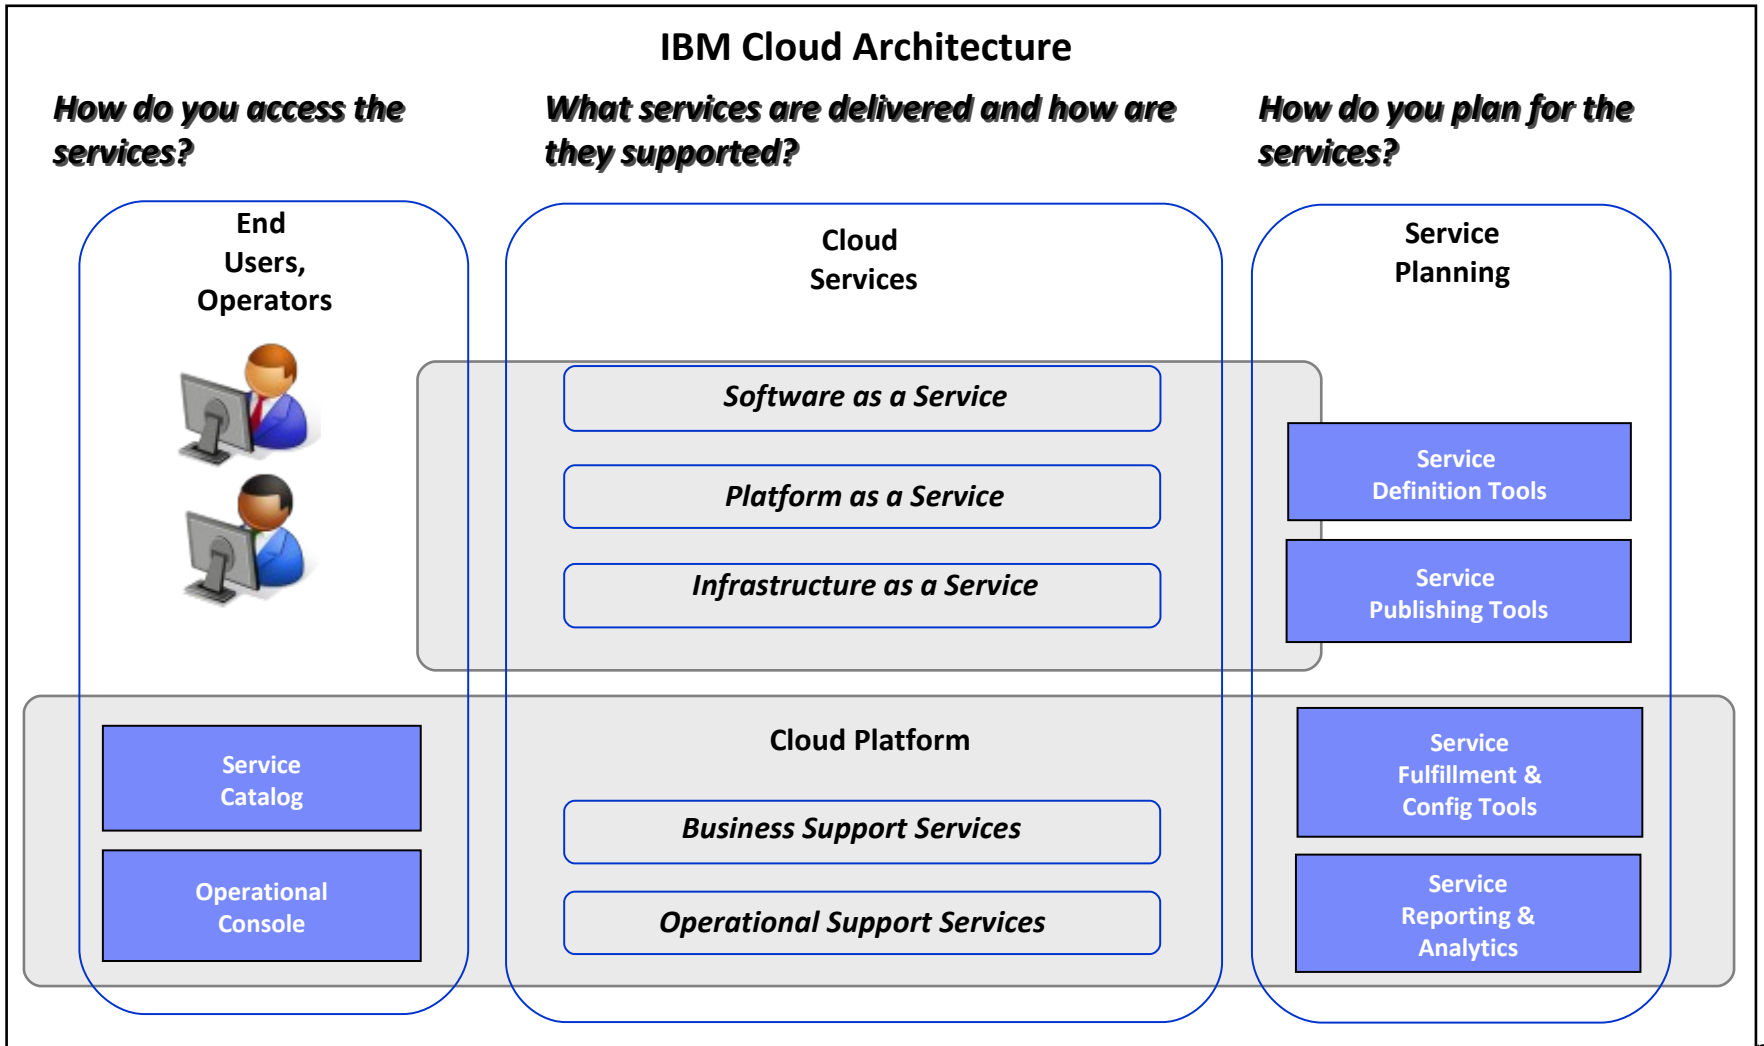 IBM Cloud Architecture
How do you access the
services?
What services are delivered and how are
they supported?
How do you plan for the
services?
End
Users,
Operators
Cloud
Services
Service
Planning
Software as a Service
Platform as a Service
Infrastructure as a Service
Service
Definition Tools
Service
Publishing Tools
Service
Catalog
Operational
Console
Cloud Platform
Business Support Services
Operational Support Services
Service
Fulfillment &
Config Tools
Service
Reporting &
Analytics